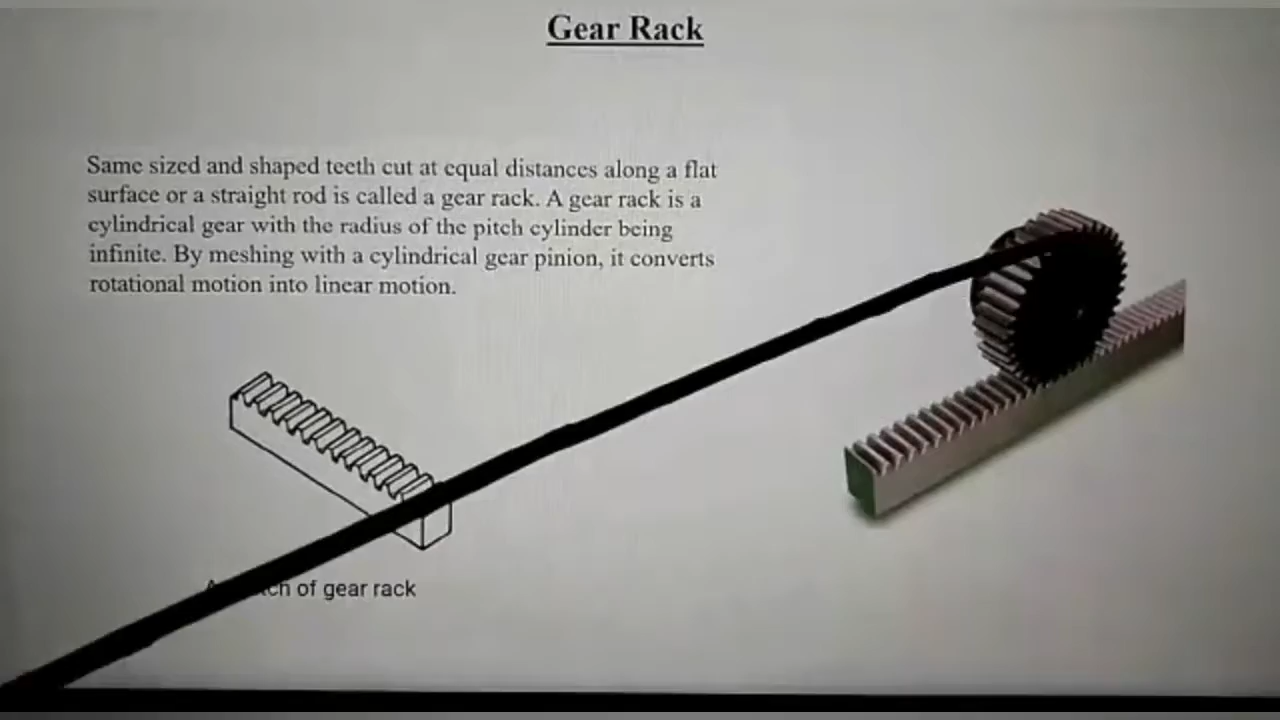 Gear Rack
Same sized and shaped teeth cut at equal distances along a flat
surface or a straight rod is called a gear rack. A gear rack is a
cylindrical gear with the radius of the pitch cylinder being
infinite. By meshing with a cylindrical gear pinion, it converts
rotational motion into linear motion.
of gear rack